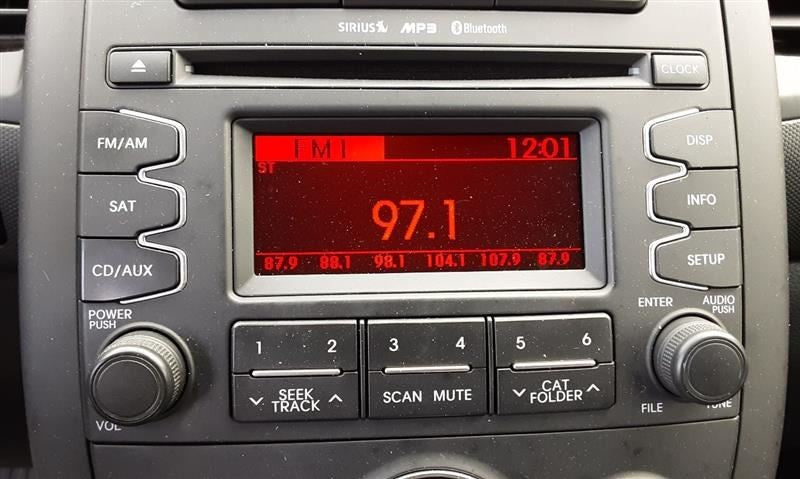 SIRIUS MP3 Bluetooth
CLOCK
FM/AM
SAT
CD/AUX
FM1 12:01
ST
97.1
87.9 88.1 98.1 104.1 107.9 87.9
DISP
INFO
SETUP
POWER
PUSH
VOL
1 2
SEEK
TRACK
3 4
SCAN MUTE
5 6
CAT
FOLDER
ENTER
AUDIO
PUSH
FILE
TUNE